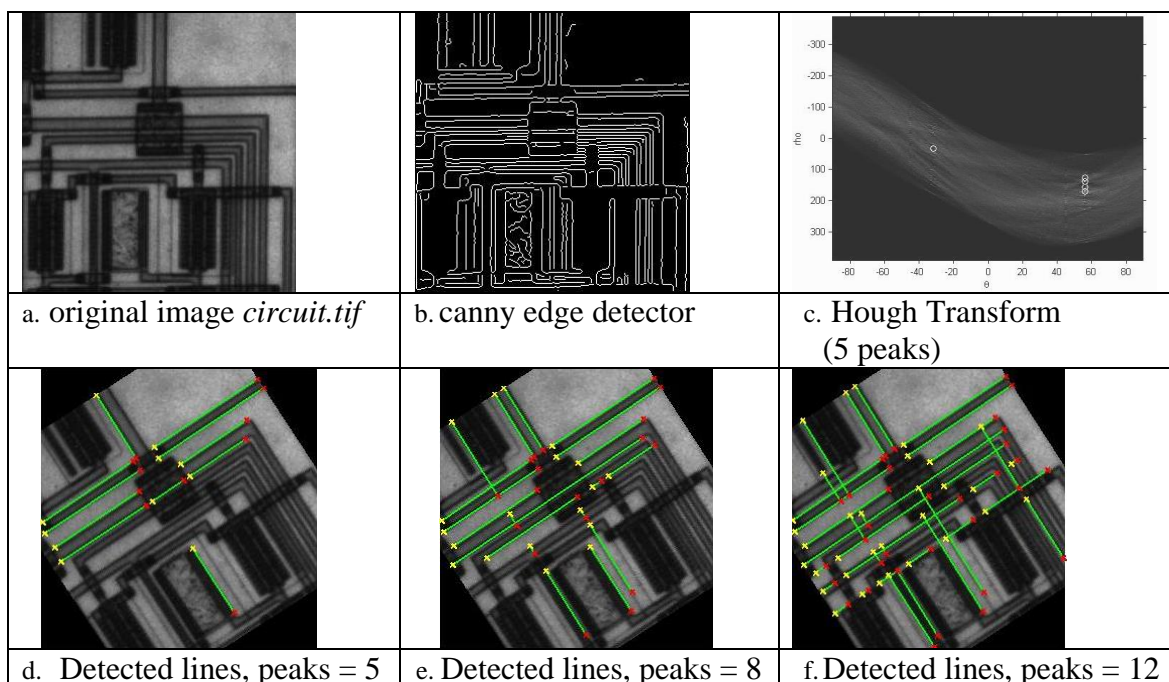 -300
-200
-100
0
100
200
300
rho
-80 -60 -40 -20 0 20 40 60 80
θ
a. original image circuit.tif
b. canny edge detector
c. Hough Transform
(5 peaks)
d. Detected lines, peaks = 5
e. Detected lines, peaks = 8
f. Detected lines, peaks = 12